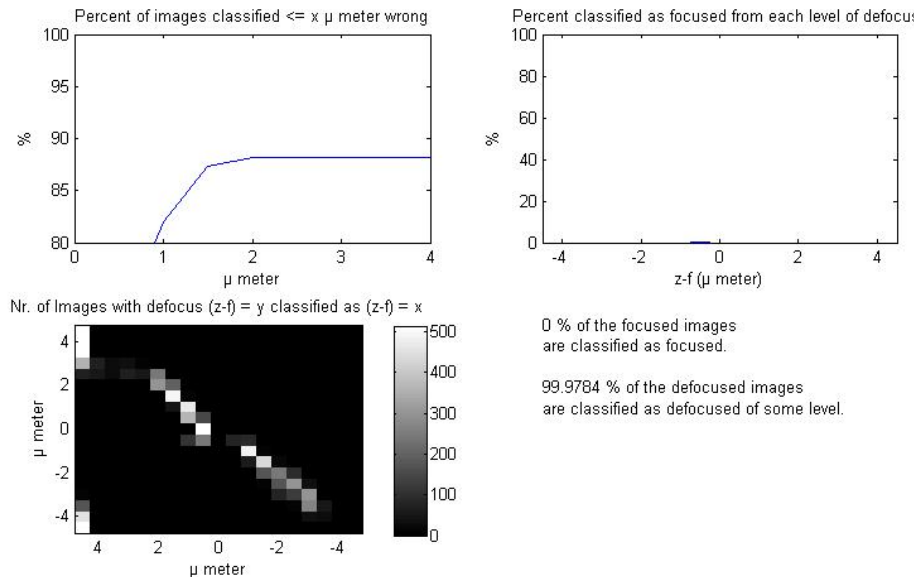 Percent of images classified <= x µ meter wrong
100
95
90
85
80
%
0 1 2 3 4
µ meter
Percent classified as focused from each level of defocus
100
80
60
40
20
0
%
-4 -2 0 2 4
z-f (µ meter)
Nr. of Images with defocus (z-f) = y classified as (z-f) = x
4
2
0
-2
-4
µ meter
4 2 0 -2 -4
µ meter
500
400
300
200
100
0
0 % of the focused images
are classified as focused.
99.9784 % of the defocused images
are classified as defocused of some level.